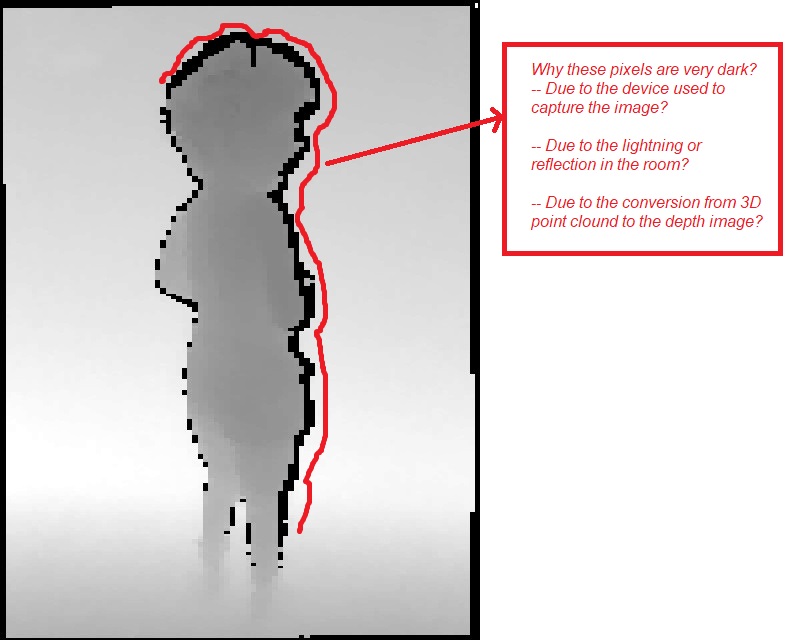 Why these pixels are very dark?
-- Due to the device used to
capture the image?
-- Due to the lightning or
reflection in the room?
-- Due to the conversion from 3D
point clound to the depth image?